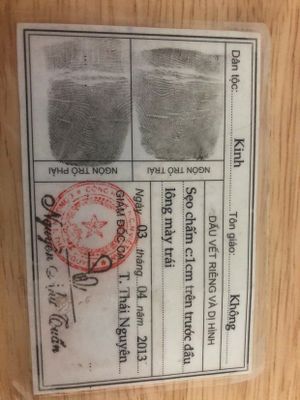 Dân tộc: Kinh Tôn giáo: Không
NGÓN TRỎ TRÁI
NGÓN TRỎ PHẢI
DẤU VẾT RIÊNG VÀ DỊ HÌNH
Sẹo chấm c:1cm trên trước đầu
lông mày trái
Ngày 03 tháng 04 năm 2013
GIÁM ĐỐC CA T. Thái Nguyên